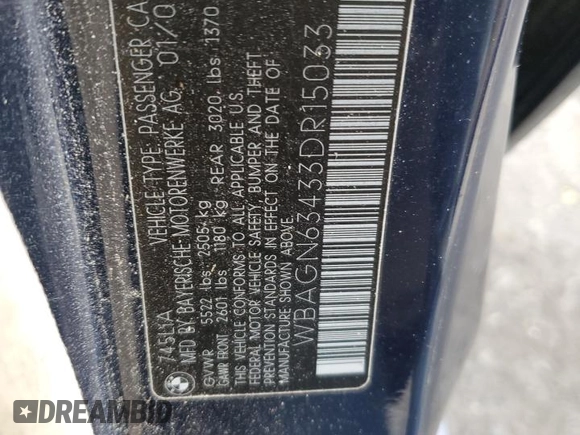 745LiA VEHICLE TYPE: PASSENGER CA
MFD BY BAYERISCHE-MOTORENWERKE AG. 01/0
GVWR 5522 lbs 2505 kg
GAWR FRONT 2601 lbs 1180 kg REAR 3020 lbs 1370
THIS VEHICLE CONFORMS TO ALL APPLICABLE U.S.
FEDERAL MOTOR VEHICLE SAFETY, BUMPER AND THEFT
PREVENTION STANDARDS IN EFFECT ON THE DATE OF
MANUFACTURE SHOWN ABOVE.
WBAGN63433DR15033
BMW
DREAMBID